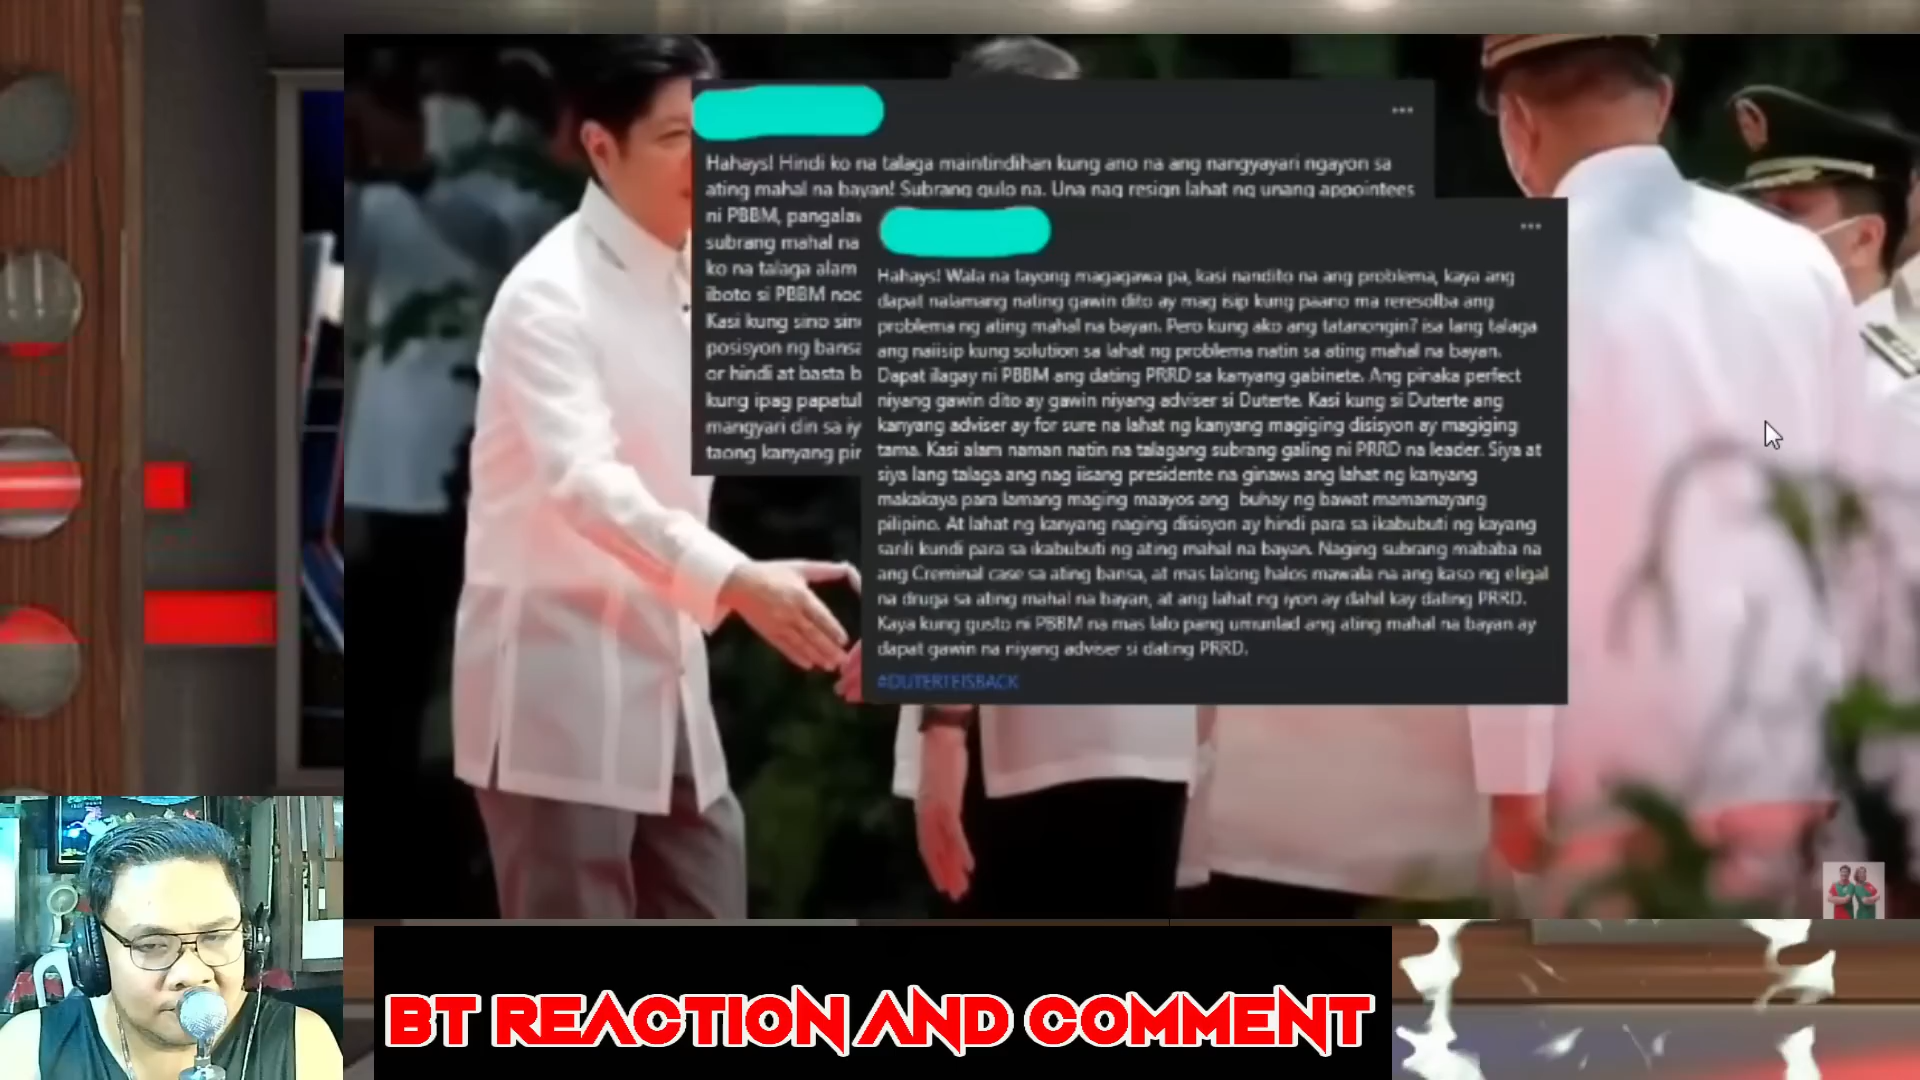 Hahays! Hindi ko na talaga maintindihan kung ano na ang nangyayari ngayon sa
ating mahal na bayan! Subrang gulo na. Una nag resign lahat ng unang appointees
ni PBBM,
subrang mahal na
ko na talaga alam
iboto si PBBM
Kasi kung sino
posisyon ng
or hindi at basta
kung ipag
mangyari din sa
taong kanyang
Hahays! Wala na tayong magagawa pa, kasi nandito na ang problema, kaya ang
dapat nalamang nating gawin dito ay mag isip kung paano ma reresolba ang
problema ng ating mahal na bayan. Pero kung ako ang tatanongin? isa lang talaga
ang naiisip kung solution sa lahat ng problema natin sa ating mahal na bayan.
Dapat ilagay ni PBBM ang dating PRRD sa kanyang gabinete. Ang pinaka perfect
niyang gawin dito ay gawin niyang adviser si Duterte. Kasi kung si Duterte ang
kanyang adviser ay for sure na lahat ng kanyang magiging disisyon ay magiging
tama. Kasi alam naman natin na talagang subrang galing ni PRRD na leader. Siya at
siya lang talaga ang nag iisang presidente na ginawa ang lahat ng kanyang
makakaya para lamang maging maayos ang buhay ng bawat mamamayang
pilipino. At lahat ng kanyang naging disisyon ay hindi para sa ikabubuti ng kayang
sarili kundi para sa ikabubuti ng ating mahal na bayan. Naging subrang mababa na
ang Creminal case sa ating bansa, at mas lalong halos mawala na ang kaso ng eligal
na druga sa ating mahal na bayan, at ang lahat ng iyon ay dahil kay dating PRRD.
Kaya kung gusto ni PBBM na mas lalo pang umunlad ang ating mahal na bayan ay
dapat gawin na niyang adviser si dating PRRD.
#DUTERTEISBACK
BT REACTION AND COMMENT